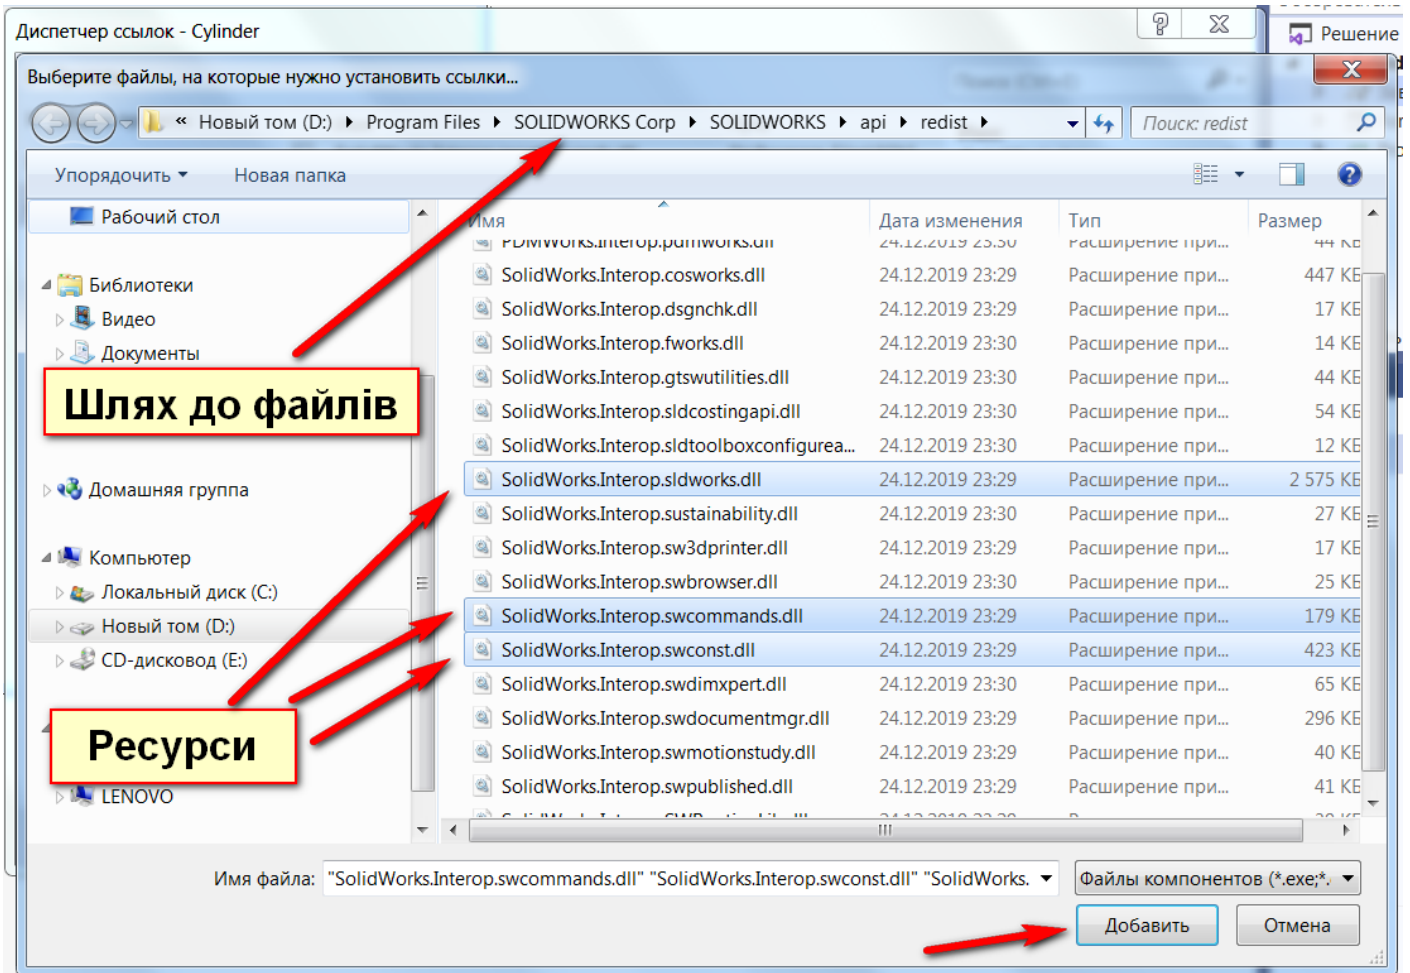 Диспетчер ссылок - Cylinder
Решение
Выберите файлы, на которые нужно установить ссылки...
« Новый том (D:) Program Files SOLIDWORKS Corp SOLIDWORKS api redist
Поиск: redist
Упорядочить Новая папка
Рабочий стол
Библиотеки
Видео
Документы
Шлях до файлів
Домашняя группа
Компьютер
Локальный диск (C:)
Новый том (D:)
CD-дисковод (E:)
Ресурси
LENOVO
Имя Дата изменения Тип Размер
PDMWorks.Interop.pdmworks.dll 24.12.2019 23:30 Расширение при... 44 КБ
SolidWorks.Interop.cosworks.dll 24.12.2019 23:29 Расширение при... 447 КБ
SolidWorks.Interop.dsgnchk.dll 24.12.2019 23:29 Расширение при... 17 КБ
SolidWorks.Interop.fworks.dll 24.12.2019 23:29 Расширение при... 14 КБ
SolidWorks.Interop.gtswutilities.dll 24.12.2019 23:30 Расширение при... 44 КБ
SolidWorks.Interop.sldcostingapi.dll 24.12.2019 23:30 Расширение при... 54 КБ
SolidWorks.Interop.sldtoolboxconfigurea... 24.12.2019 23:30 Расширение при... 12 КБ
SolidWorks.Interop.sldworks.dll 24.12.2019 23:29 Расширение при... 2 575 КБ
SolidWorks.Interop.sustainability.dll 24.12.2019 23:30 Расширение при... 27 КБ
SolidWorks.Interop.sw3dprinter.dll 24.12.2019 23:29 Расширение при... 17 КБ
SolidWorks.Interop.swbrowser.dll 24.12.2019 23:30 Расширение при... 25 КБ
SolidWorks.Interop.swcommands.dll 24.12.2019 23:29 Расширение при... 179 КБ
SolidWorks.Interop.swconst.dll 24.12.2019 23:29 Расширение при... 423 КБ
SolidWorks.Interop.swdimxpert.dll 24.12.2019 23:30 Расширение при... 65 КБ
SolidWorks.Interop.swdocumentmgr.dll 24.12.2019 23:29 Расширение при... 296 КБ
SolidWorks.Interop.swmotionstudy.dll 24.12.2019 23:29 Расширение при... 40 КБ
SolidWorks.Interop.swpublished.dll 24.12.2019 23:29 Расширение при... 41 КБ
Имя файла: "SolidWorks.Interop.swcommands.dll" "SolidWorks.Interop.swconst.dll" "SolidWorks. Файлы компонентов (*.exe;*.
Добавить Отмена